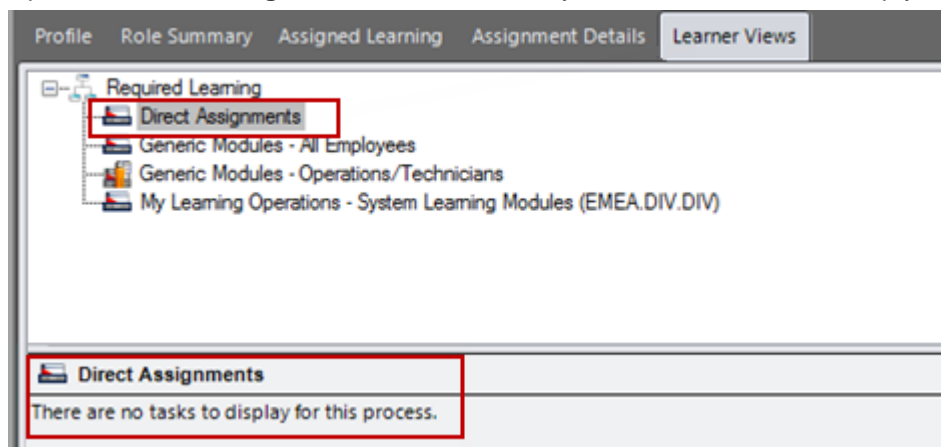 Profile Role Summary Assigned Learning Assignment Details Learner Views
Required Learning
Direct Assignments
Generic Modules - All Employees
Generic Modules - Operations/Technicians
My Learning Operations - System Learning Modules (EMEA.DIV.DIV)
Direct Assignments
There are no tasks to display for this process.